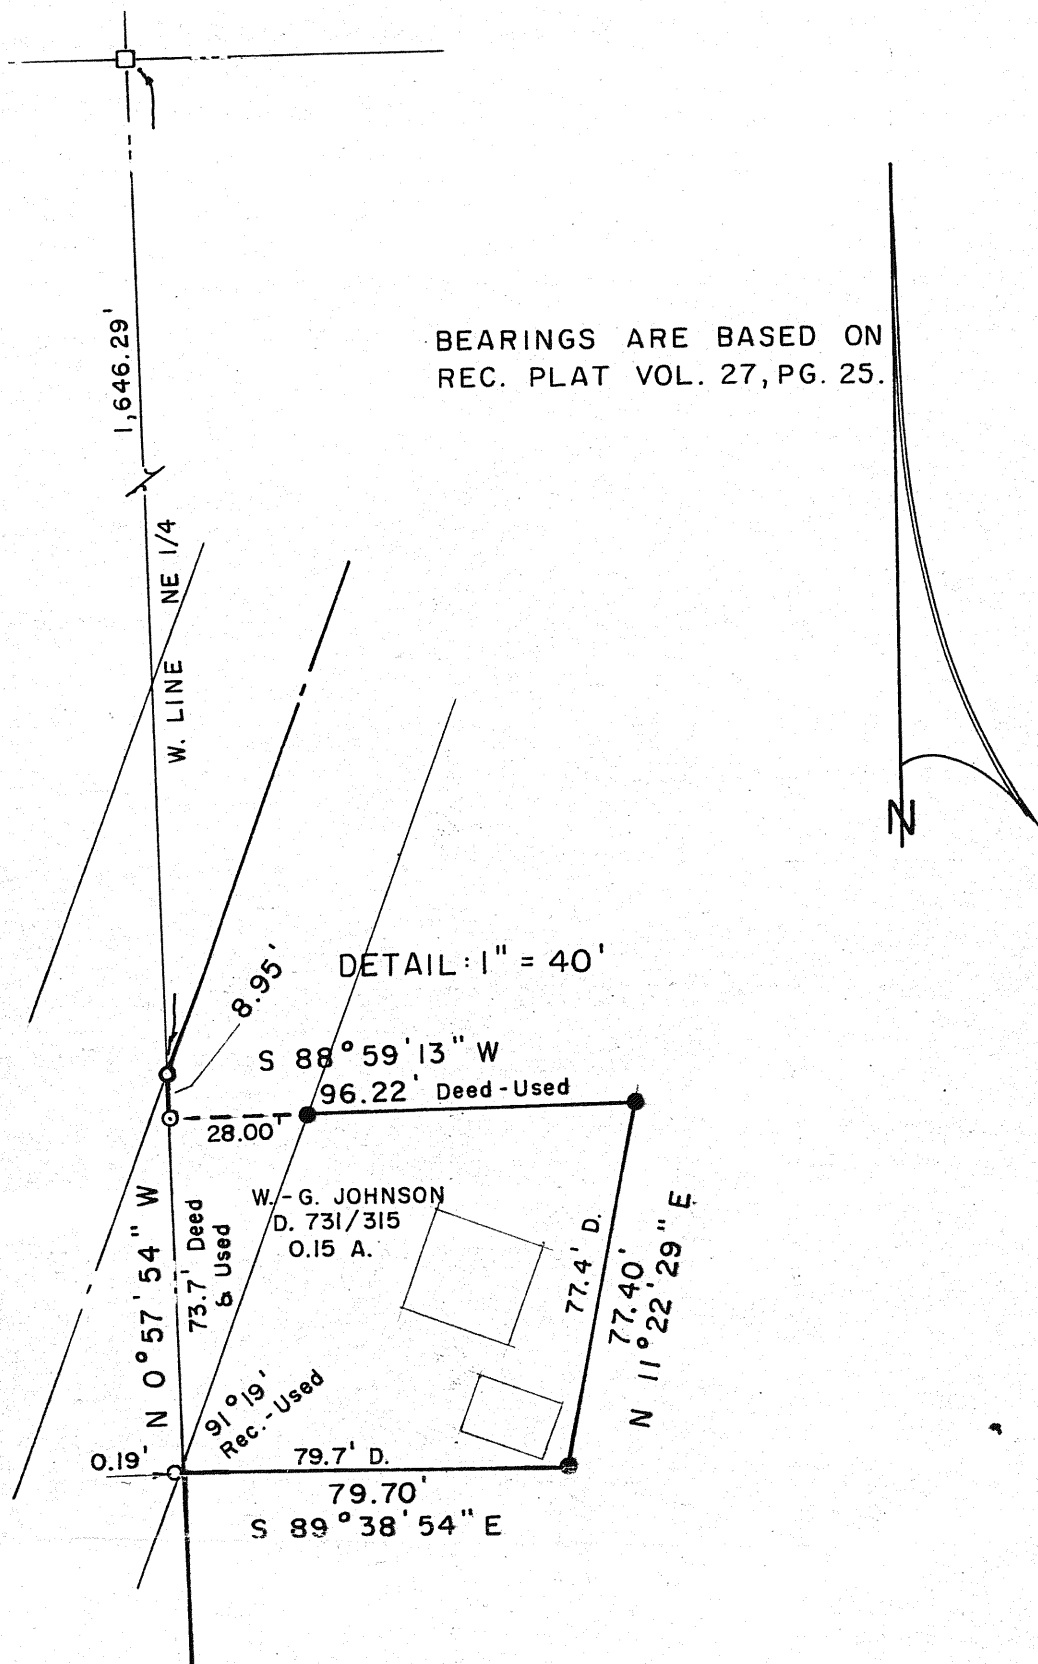 1,646.29'
BEARINGS ARE BASED ON
REC. PLAT VOL. 27, PG. 25.
W. LINE NE 1/4
N
DETAIL: 1" = 40'
8.95'
S 88°59'13" W
96.22' Deed-Used
28.00'
W. - G. JOHNSON
D. 731/315
0.15 A.
N 0°57'54" W
73.7' Deed
& Used
77.4' D.
77.40'
N 11°22'29" E
91°19'
Rec.-Used
0.19'
79.7' D.
79.70'
S 89°38'54" E